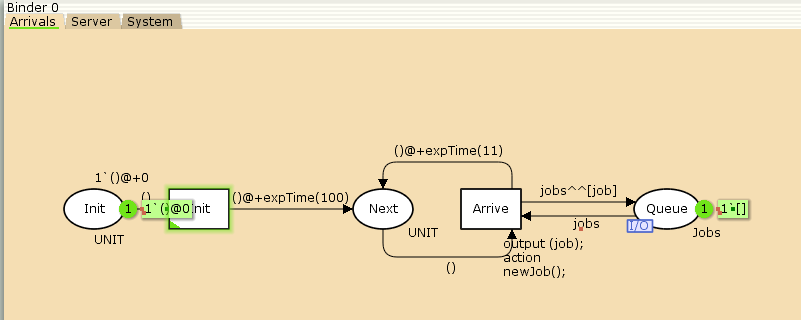 Binder 0
Arrivals Server System
()@+expTime(11)
1`()@+0
()
()@+expTime(100)
jobs^^[job]
Init
1
1`()@0
Init
Next
Arrive
Queue
1
1`[]
jobs
I/O
UNIT
UNIT
Jobs
output (job);
action
newJob();
()